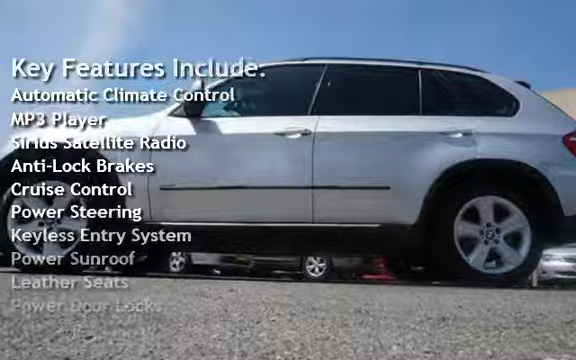 Key Features Include:
Automatic Climate Control
MP3 Player
Sirius Satellite Radio
Anti-Lock Brakes
Cruise Control
Power Steering
Keyless Entry System
Power Sunroof
Leather Seats
Power Door Locks